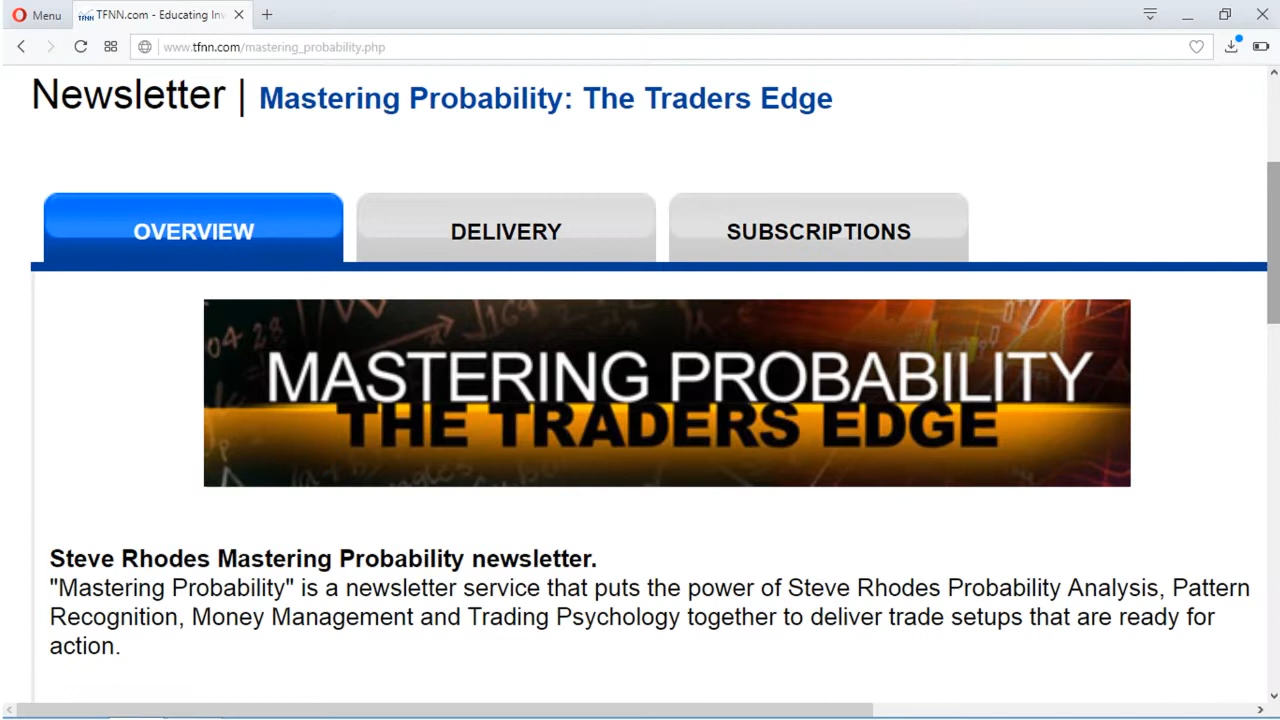 Menu
TFNN.com - Educating Inv
www.tfnn.com/mastering_probability.php
Newsletter | Mastering Probability: The Traders Edge
OVERVIEW
DELIVERY
SUBSCRIPTIONS
MASTERING PROBABILITY
THE TRADERS EDGE
Steve Rhodes Mastering Probability newsletter.
"Mastering Probability" is a newsletter service that puts the power of Steve Rhodes Probability Analysis, Pattern
Recognition, Money Management and Trading Psychology together to deliver trade setups that are ready for
action.